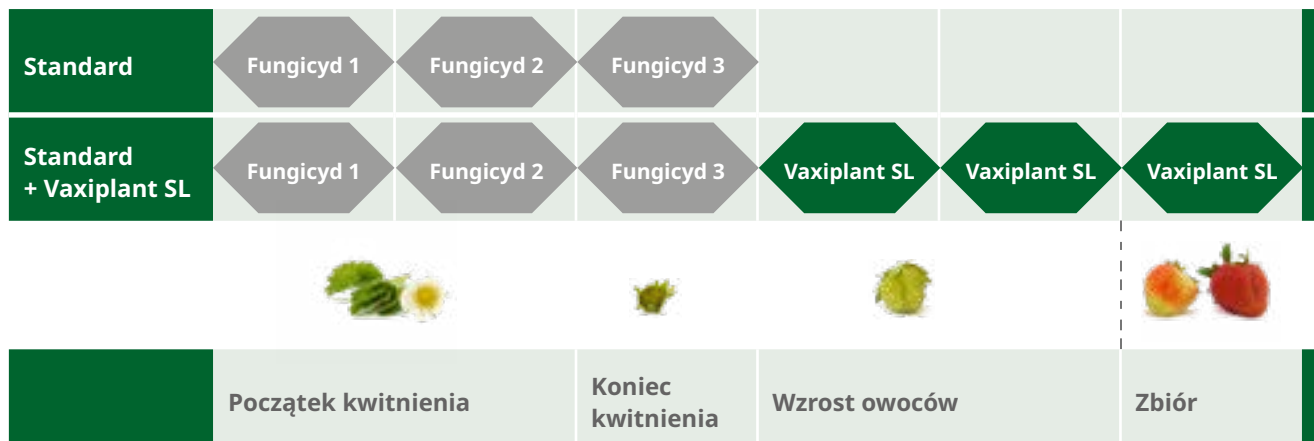 Standard
Fungicyd 1
Fungicyd 2
Fungicyd 3
Standard
+ Vaxiplant SL
Fungicyd 1
Fungicyd 2
Fungicyd 3
Vaxiplant SL
Vaxiplant SL
Vaxiplant SL
Początek kwitnienia
Koniec
kwitnienia
Wzrost owoców
Zbiór